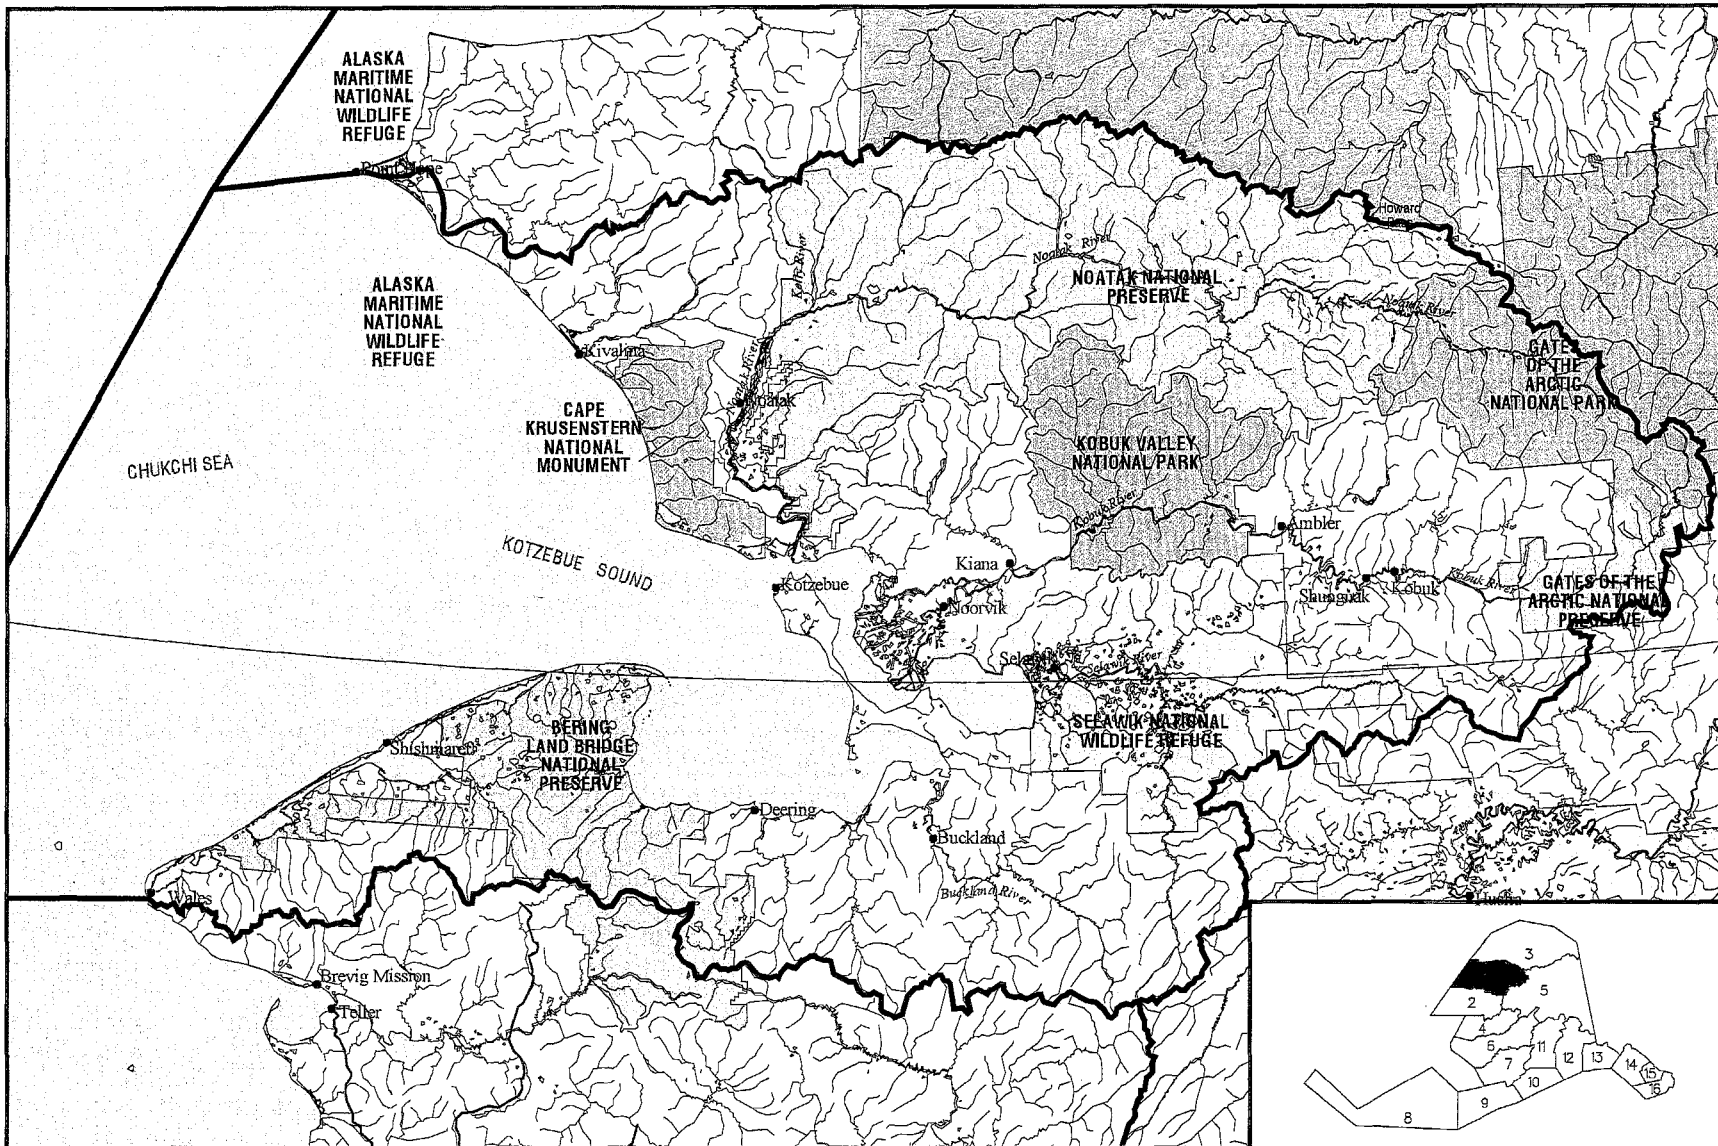 ALASKA
MARITIME
NATIONAL
WILDLIFE
REFUGE
Point Hope
Howard
Kelly River
Noatak River
NOATAK NATIONAL
PRESERVE
Noatak River
ALASKA
MARITIME
NATIONAL
WILDLIFE
REFUGE
Kivalina
Noatak River
Noatak
GATES
OF THE
ARCTIC
NATIONAL PARK
CAPE
KRUSENSTERN
NATIONAL
MONUMENT
KOBUK VALLEY
NATIONAL PARK
CHUKCHI SEA
Kobuk River
Ambler
KOTZEBUE SOUND
Kotzebue
Kiana
Noorvik
Shungnak
Kobuk
Kobuk River
GATES OF THE
ARCTIC NATIONAL
PRESERVE
Selawik
Selawik River
SELAWIK NATIONAL
WILDLIFE REFUGE
BERING
LAND BRIDGE
NATIONAL
PRESERVE
Shishmaref
Deering
Buckland
Buckland River
Wales
Huslia
Brevig Mission
Teller
3
2
5
4
6
7
11
12
13
14
15
16
10
9
8